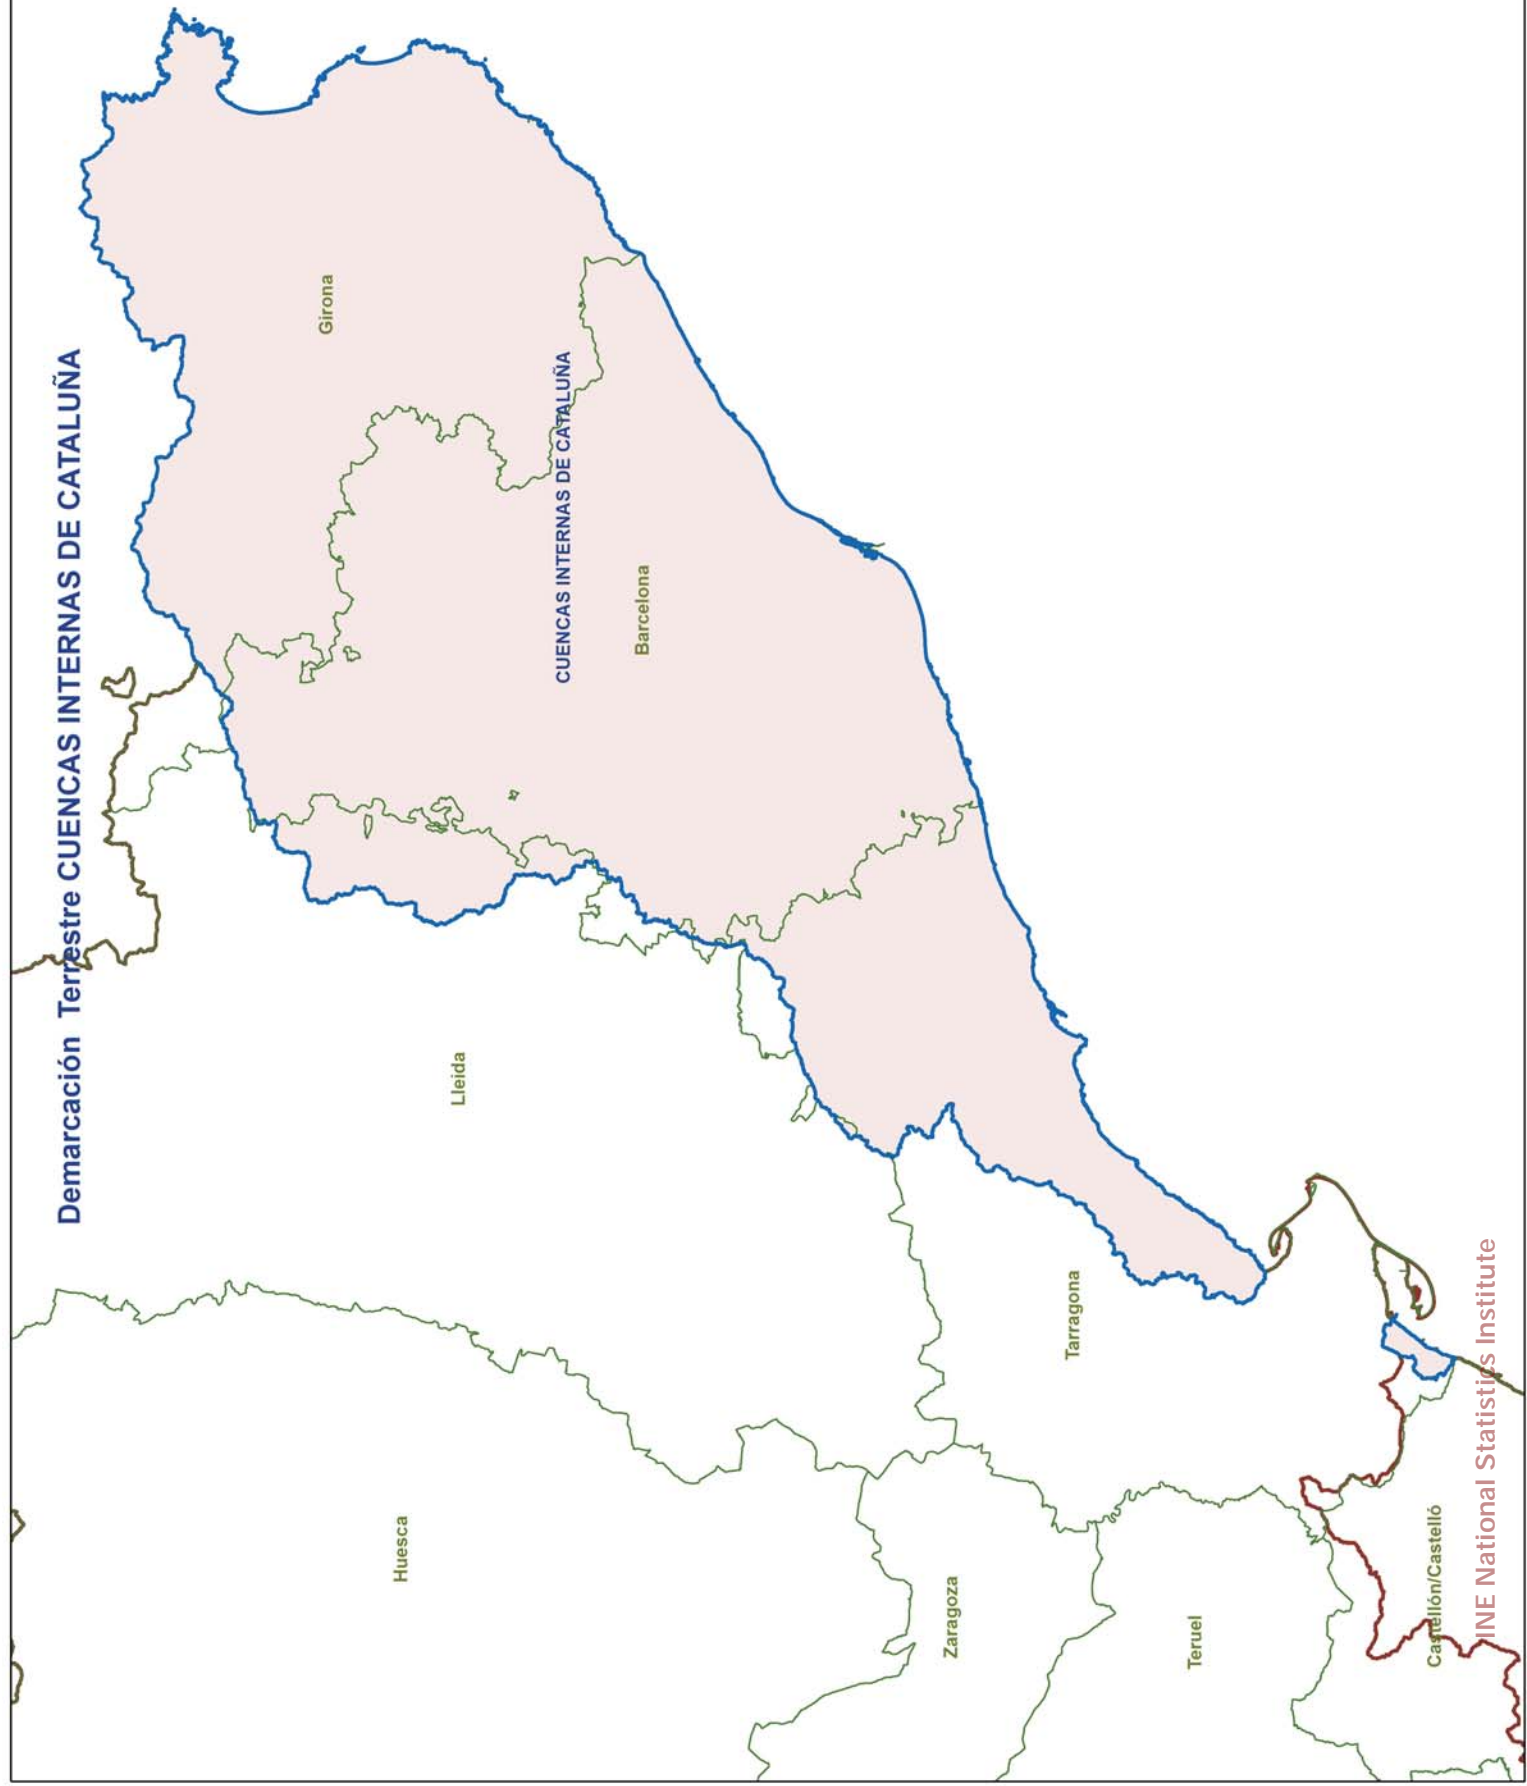 Demarcación Terrestre CUENCAS INTERNAS DE CATALUÑA
Girona
CUENCAS INTERNAS DE CATALUÑA
Barcelona
Lleida
Huesca
Tarragona
Zaragoza
Teruel
Castellón/Castelló
INE National Statistics Institute